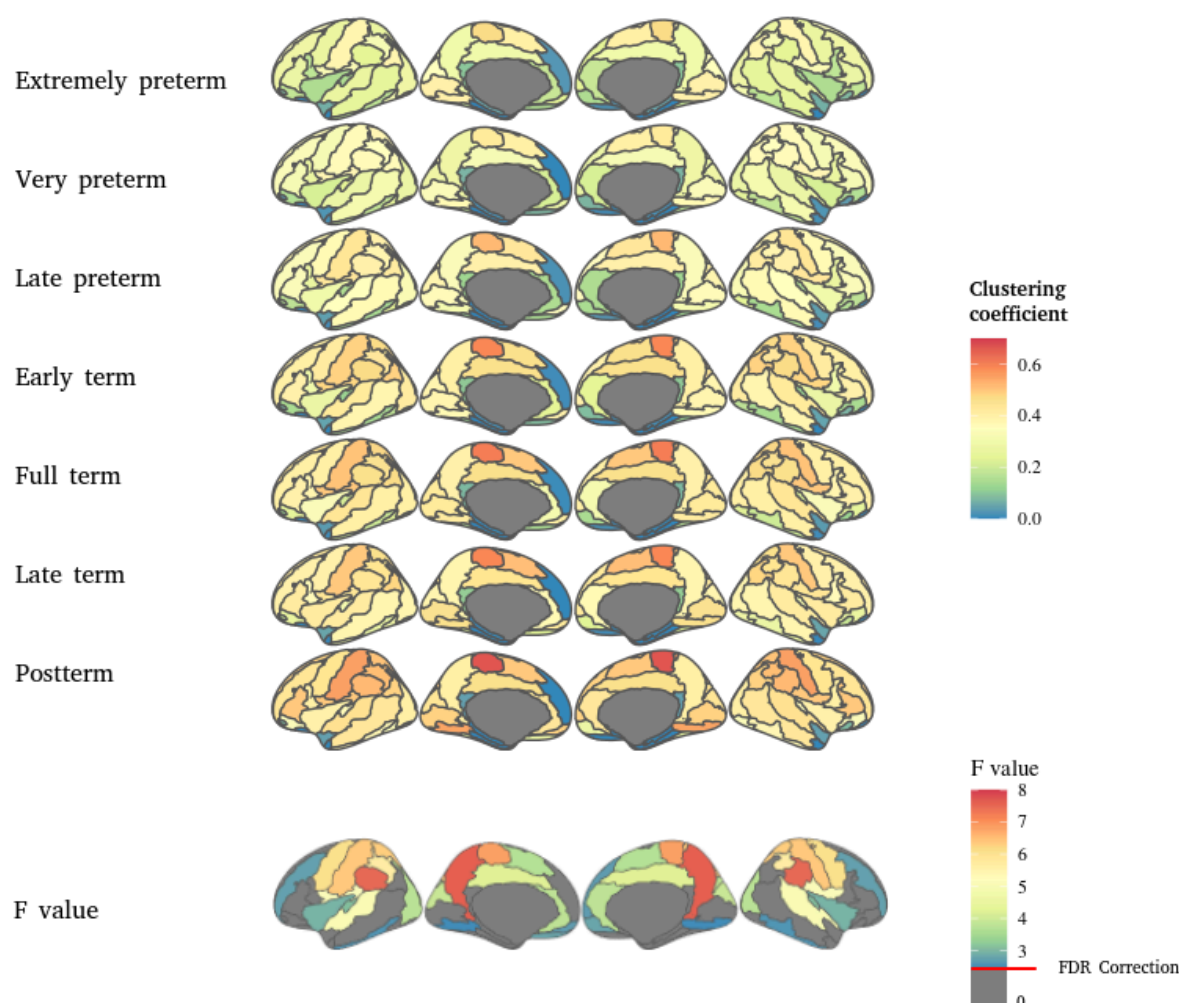 Extremely preterm
Very preterm
Late preterm
Early term
Full term
Late term
Postterm
F value
Clustering
coefficient
0.6
0.4
0.2
0.0
F value
8
7
6
5
4
3
FDR Correction
0